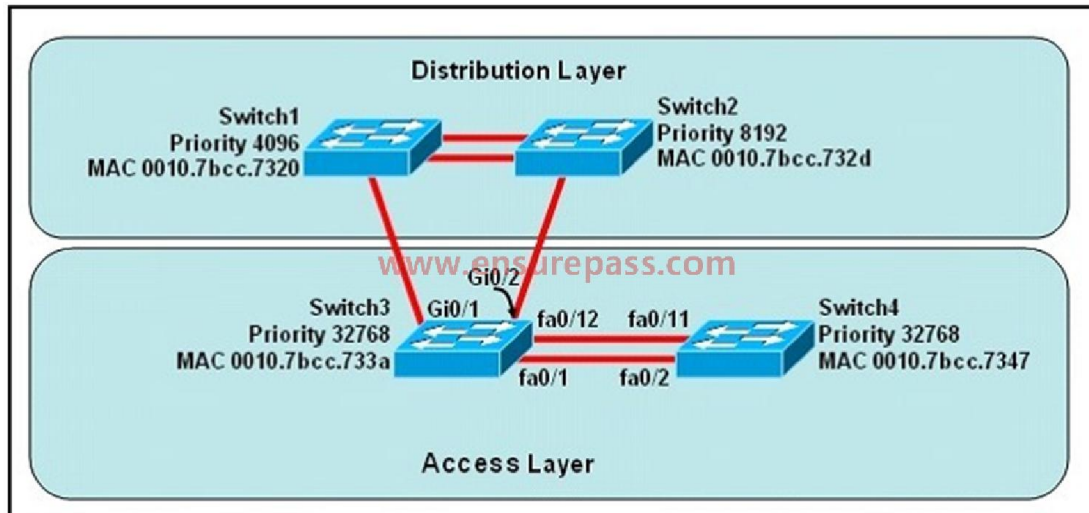 Distribution Layer
Switch1
Priority 4096
MAC 0010.7bcc.7320
Switch2
Priority 8192
MAC 0010.7bcc.732d
www.ensurepass.com
Switch3
Priority 32768
MAC 0010.7bcc.733a
Gi0/1
Gi0/2
fa0/12
fa0/11
fa0/1
fa0/2
Switch4
Priority 32768
MAC 0010.7bcc.7347
Access Layer